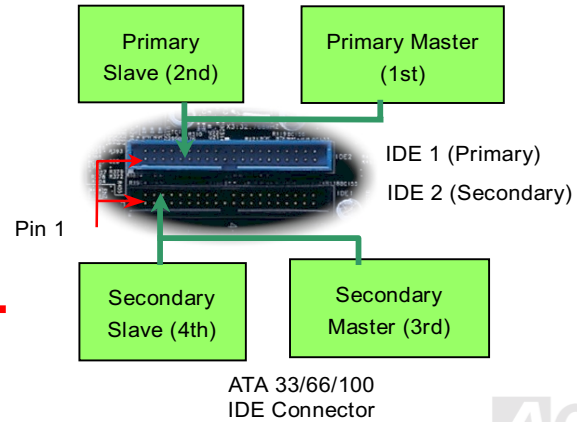 Primary
Slave (2nd)
Primary Master
(1st)
IDE 1 (Primary)
IDE 2 (Secondary)
Pin 1
Secondary
Slave (4th)
Secondary
Master (3rd)
ATA 33/66/100
IDE Connector